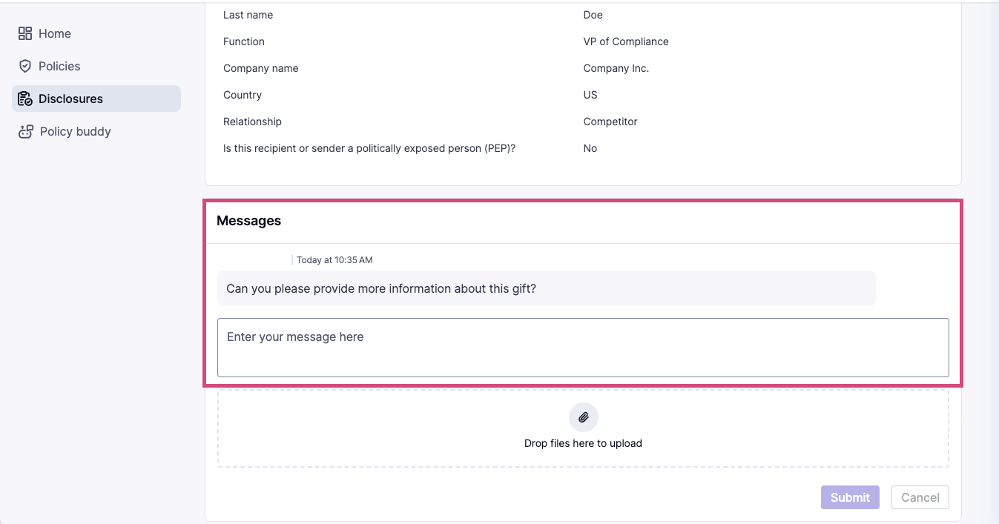 Home
Policies
Disclosures
Policy buddy
Last name Doe
Function VP of Compliance
Company name Company Inc.
Country US
Relationship Competitor
Is this recipient or sender a politically exposed person (PEP)? No
Messages
Today at 10:35 AM
Can you please provide more information about this gift?
Enter your message here
Drop files here to upload
Submit Cancel